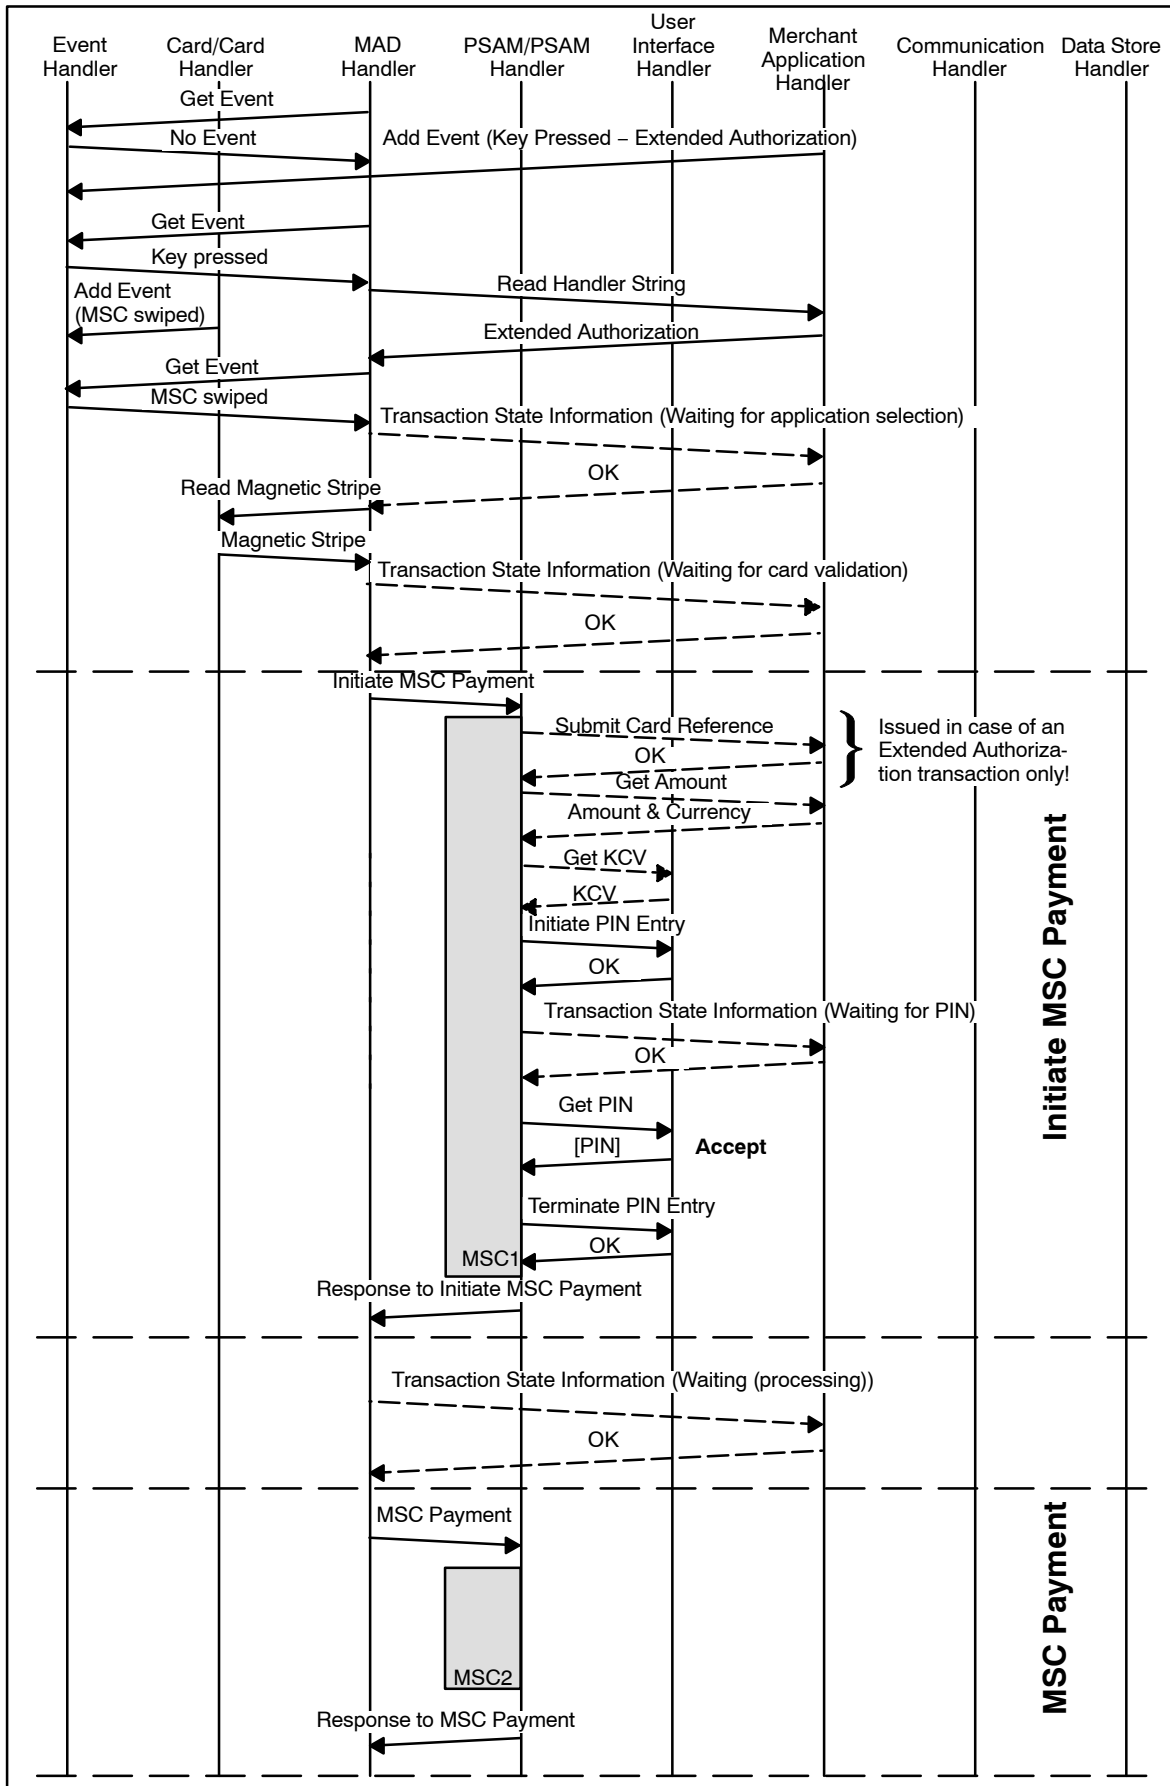 Event
Handler
Card/Card
Handler
MAD
Handler
PSAM/PSAM
Handler
User
Interface
Handler
Merchant
Application
Handler
Communication
Handler
Data Store
Handler
Get Event
No Event
Add Event (Key Pressed – Extended Authorization)
Get Event
Key pressed
Read Handler String
Add Event
(MSC swiped)
Extended Authorization
Get Event
MSC swiped
Transaction State Information (Waiting for application selection)
OK
Read Magnetic Stripe
Magnetic Stripe
Transaction State Information (Waiting for card validation)
OK
Initiate MSC Payment
Submit Card Reference
OK
Issued in case of an
Extended Authoriza-
tion transaction only!
Get Amount
Amount & Currency
Get KCV
KCV
Initiate PIN Entry
OK
Transaction State Information (Waiting for PIN)
OK
Get PIN
[PIN]
Accept
Terminate PIN Entry
OK
MSC1
Response to Initiate MSC Payment
Initiate MSC Payment
Transaction State Information (Waiting (processing))
OK
MSC Payment
MSC2
Response to MSC Payment
MSC Payment